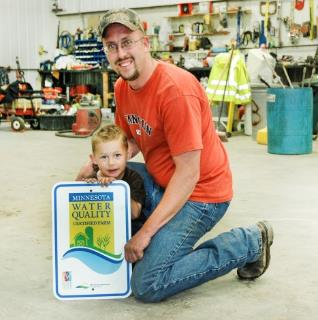 MINNESOTA
WATER
QUALITY
CERTIFIED FARM